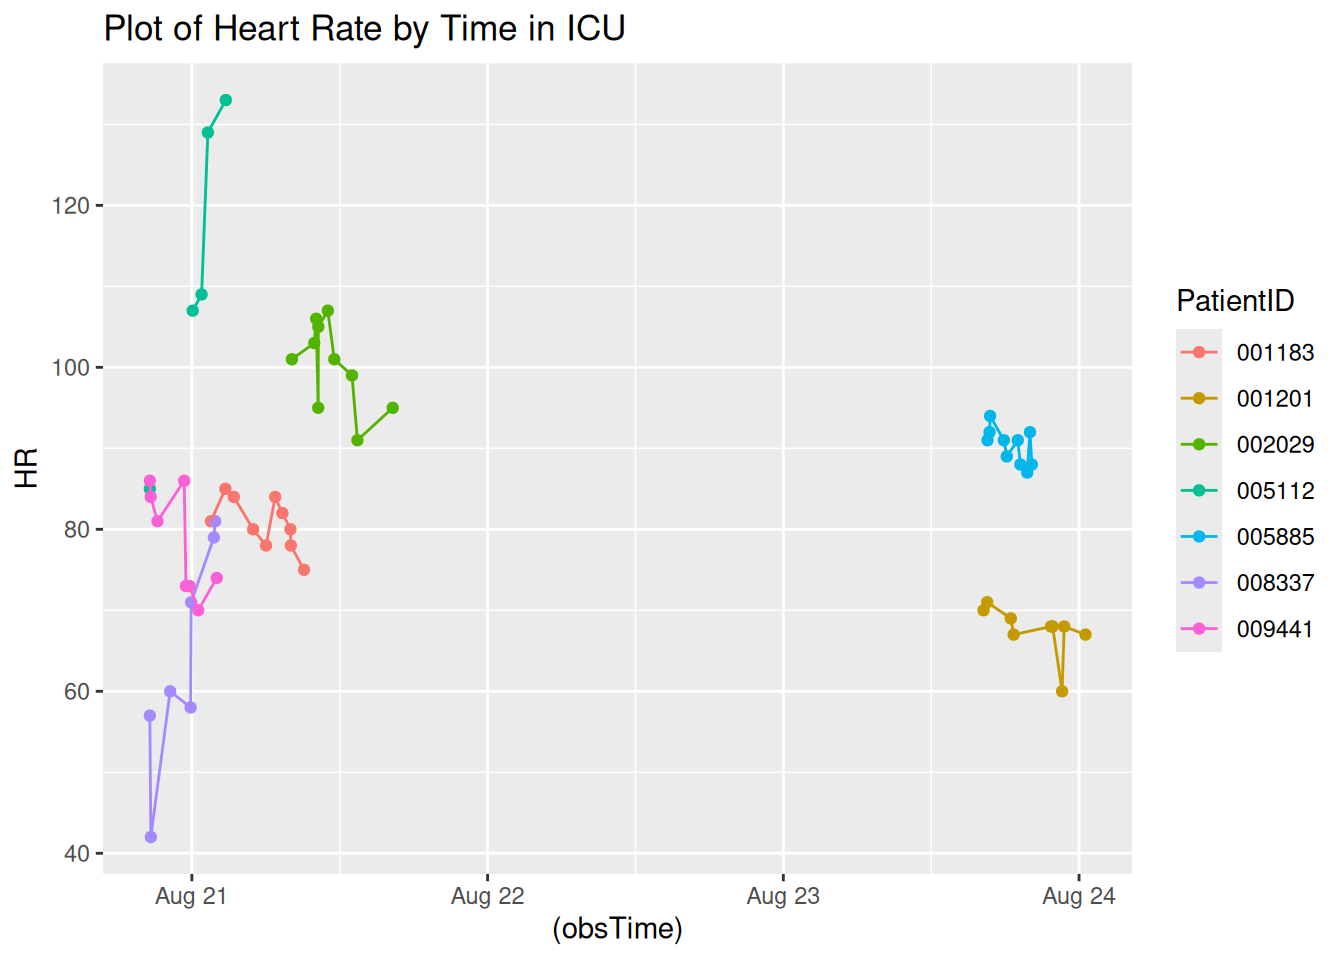 Plot of Heart Rate by Time in ICU
HR
120
100
80
60
40
Aug 21
Aug 22
Aug 23
Aug 24
(obsTime)
PatientID
001183
001201
002029
005112
005885
008337
009441